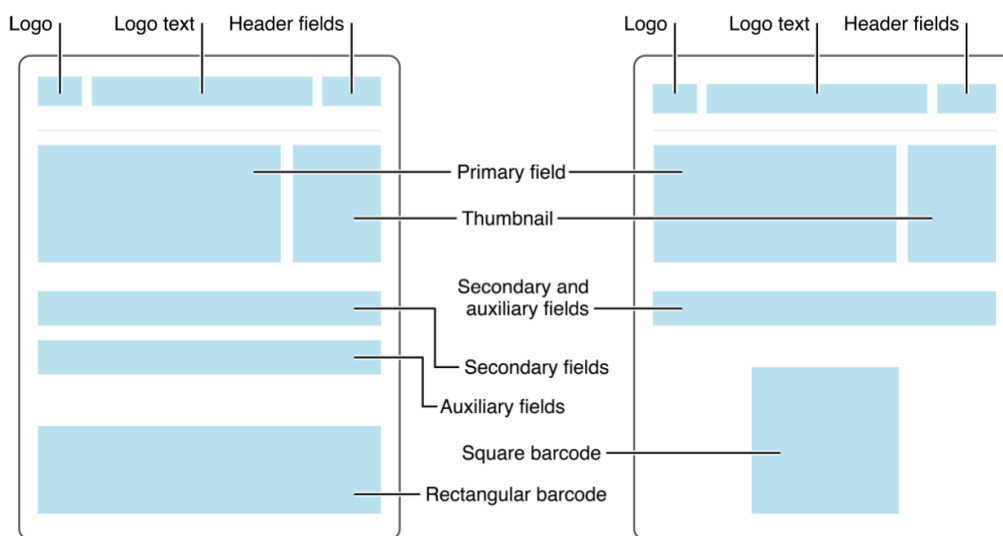 Logo
Logo text
Header fields
Logo
Logo text
Header fields
Primary field
Thumbnail
Secondary and
auxiliary fields
Secondary fields
Auxiliary fields
Square barcode
Rectangular barcode